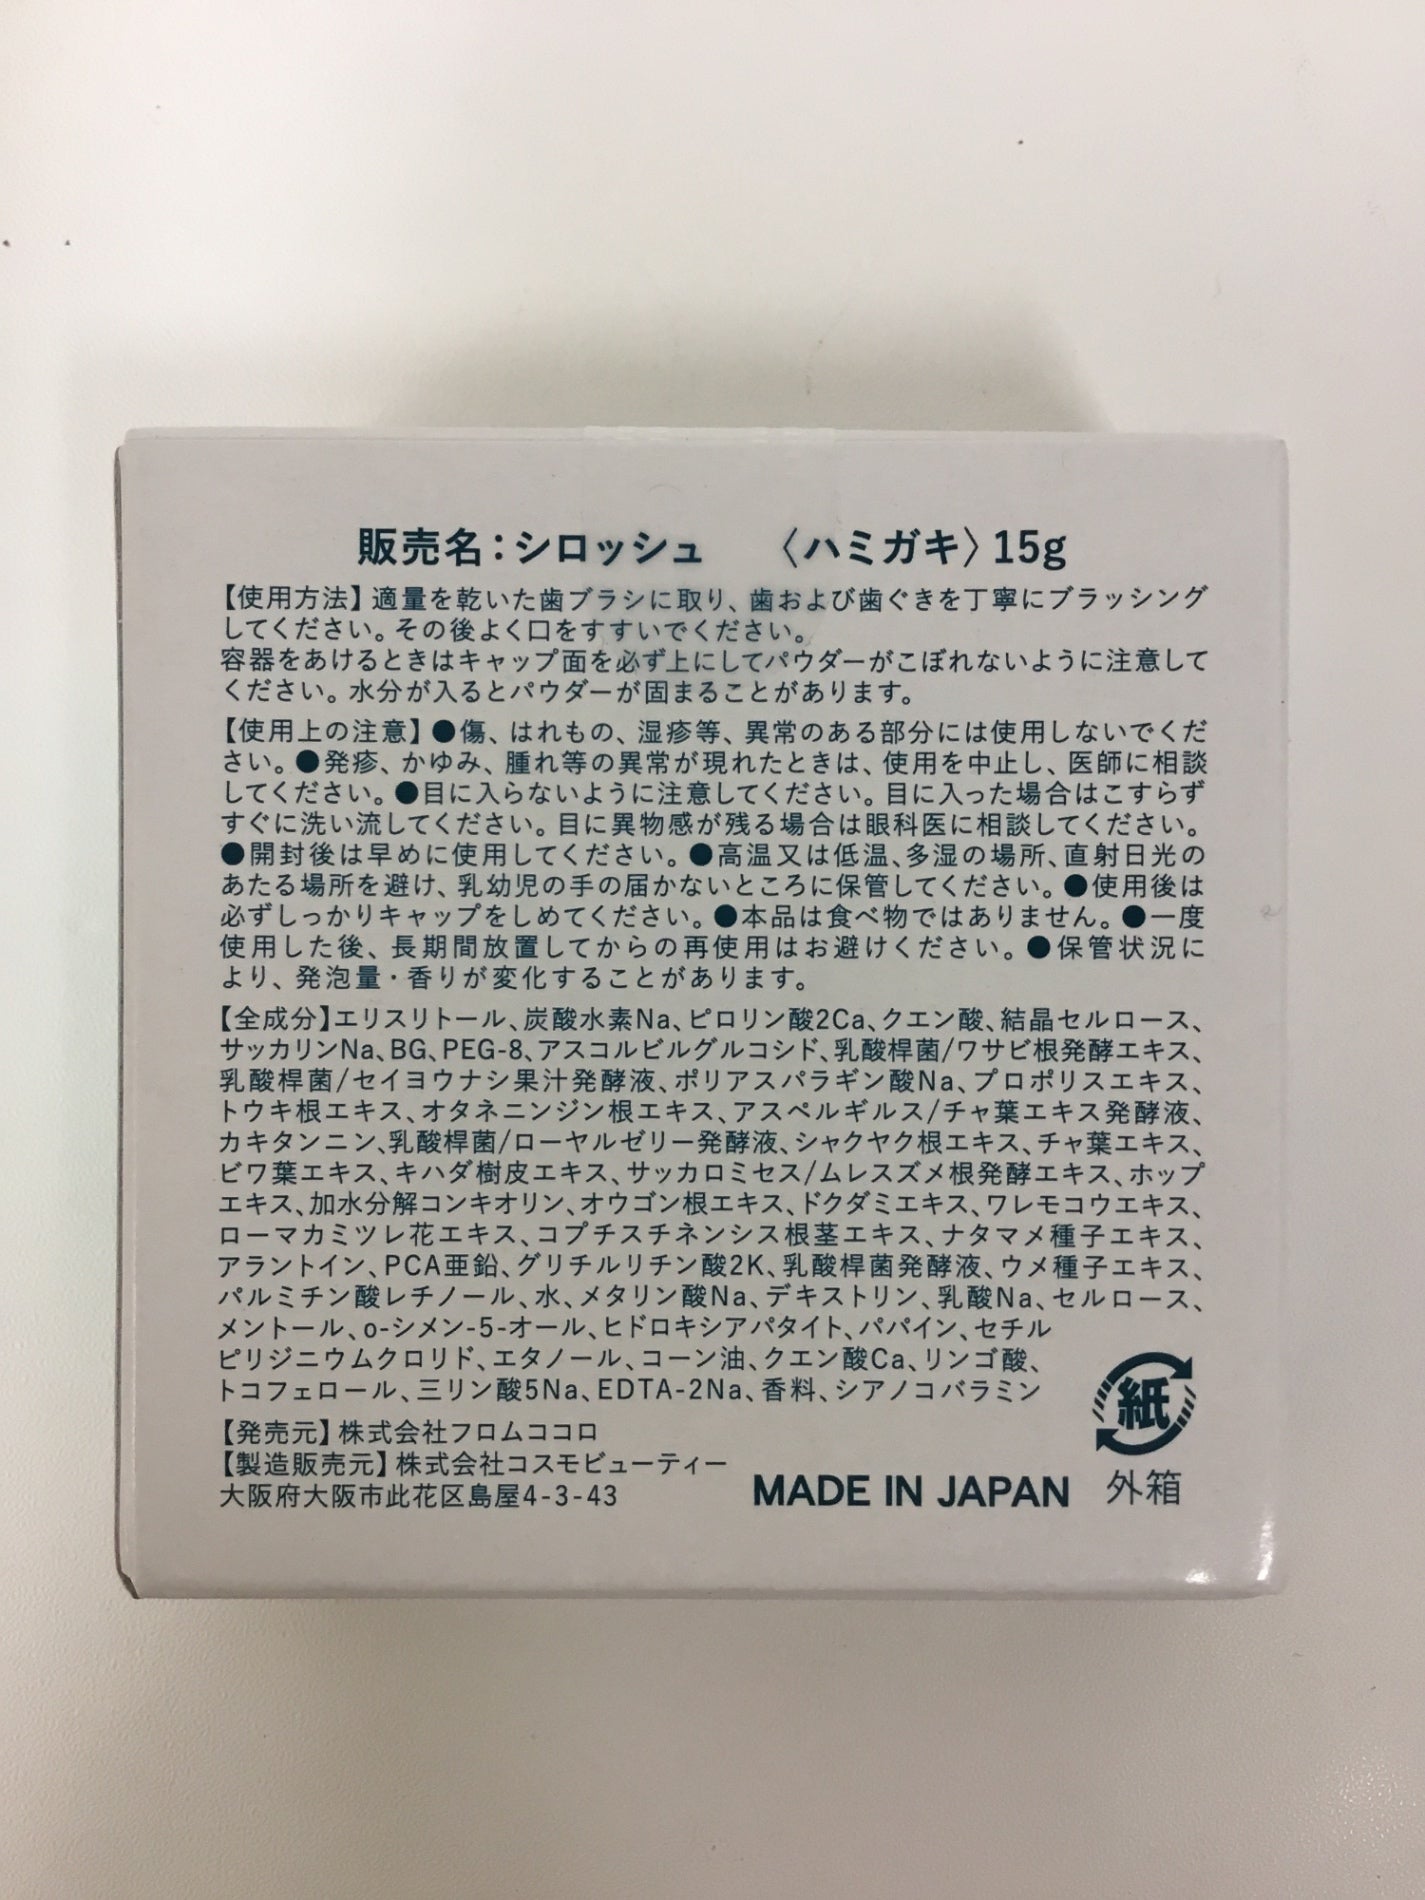 販売名：シロッシュ　〈ハミガキ〉15g
【使用方法】適量を乾いた歯ブラシに取り、歯および歯ぐきを丁寧にブラッシング
してください。その後よく口をすすいでください。
容器をあけるときはキャップ面を必ず上にしてパウダーがこぼれないように注意して
ください。水分が入るとパウダーが固まることがあります。
【使用上の注意】●傷、はれもの、湿疹等、異常のある部分には使用しないでくだ
さい。●発疹、かゆみ、腫れ等の異常が現れたときは、使用を中止し、医師に相談
してください。●目に入らないように注意してください。目に入った場合はこすらず
すぐに洗い流してください。目に異物感が残る場合は眼科医に相談してください。
●開封後は早めに使用してください。●高温又は低温、多湿の場所、直射日光の
あたる場所を避け、乳幼児の手の届かないところに保管してください。●使用後は
必ずしっかりキャップをしめてください。●本品は食べ物ではありません。●一度
使用した後、長期間放置してからの再使用はお避けください。●保管状況に
より、発泡量・香りが変化することがあります。
【全成分】エリスリトール、炭酸水素Na、ピロリン酸2Ca、クエン酸、結晶セルロース、
サッカリンNa、BG、PEG-8、アスコルビルグルコシド、乳酸桿菌/ワサビ根発酵エキス、
乳酸桿菌/セイヨウナシ果汁発酵液、ポリアスパラギン酸Na、プロポリスエキス、
トウキ根エキス、オタネニンジン根エキス、アスペルギルス/チャ葉エキス発酵液、
カキタンニン、乳酸桿菌/ローヤルゼリー発酵液、シャクヤク根エキス、チャ葉エキス、
ビワ葉エキス、キハダ樹皮エキス、サッカロミセス/ムレスズメ根発酵エキス、ホップ
エキス、加水分解コンキオリン、オウゴン根エキス、ドクダミエキス、ワレモコウエキス、
ローマカミツレ花エキス、コプチスチネンシス根茎エキス、ナタマメ種子エキス、
アラントイン、PCA亜鉛、グリチルリチン酸2K、乳酸桿菌発酵液、ウメ種子エキス、
パルミチン酸レチノール、水、メタリン酸Na、デキストリン、乳酸Na、セルロース、
メントール、o-シメン-5-オール、ヒドロキシアパタイト、パパイン、セチル
ピリジニウムクロリド、エタノール、コーン油、クエン酸Ca、リンゴ酸、
トコフェロール、三リン酸5Na、EDTA-2Na、香料、シアノコバラミン
【発売元】株式会社フロムココロ
【製造販売元】株式会社コスモビューティー
大阪府大阪市此花区島屋4-3-43
MADE IN JAPAN
紙
外箱